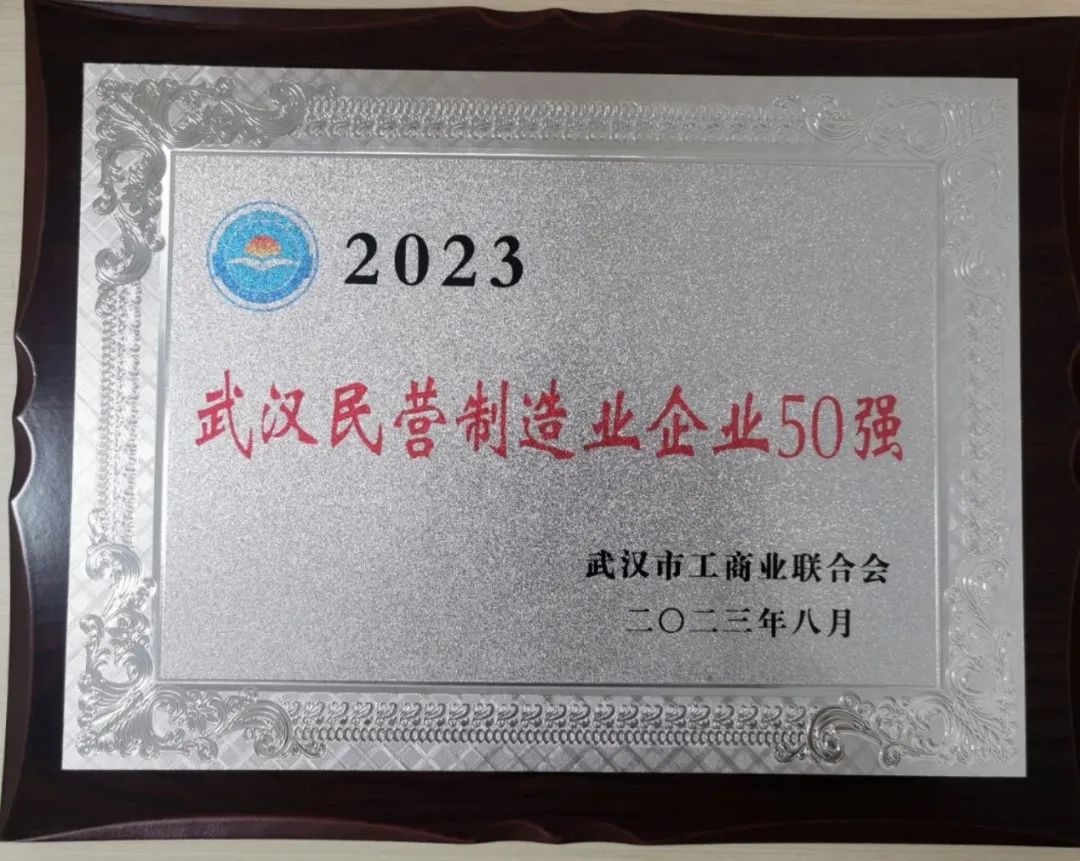 2023
武汉民营制造业企业50强
武汉市工商业联合会
二〇二三年八月